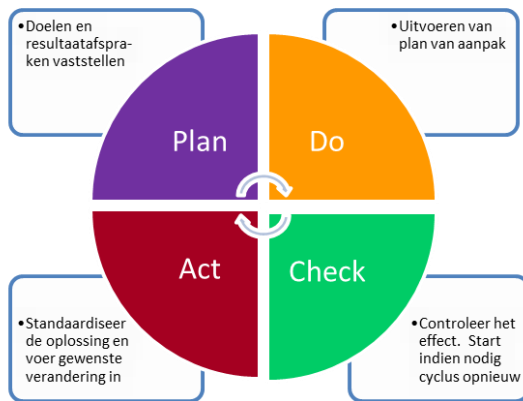 •Doelen en
resultaatafspra-
ken vaststellen
•Uitvoeren van
plan van aanpak
Plan
Do
Act
Check
•Standaardiseer
de oplossing en
voer gewenste
verandering in
•Controleer het
effect. Start
indien nodig
cyclus opnieuw